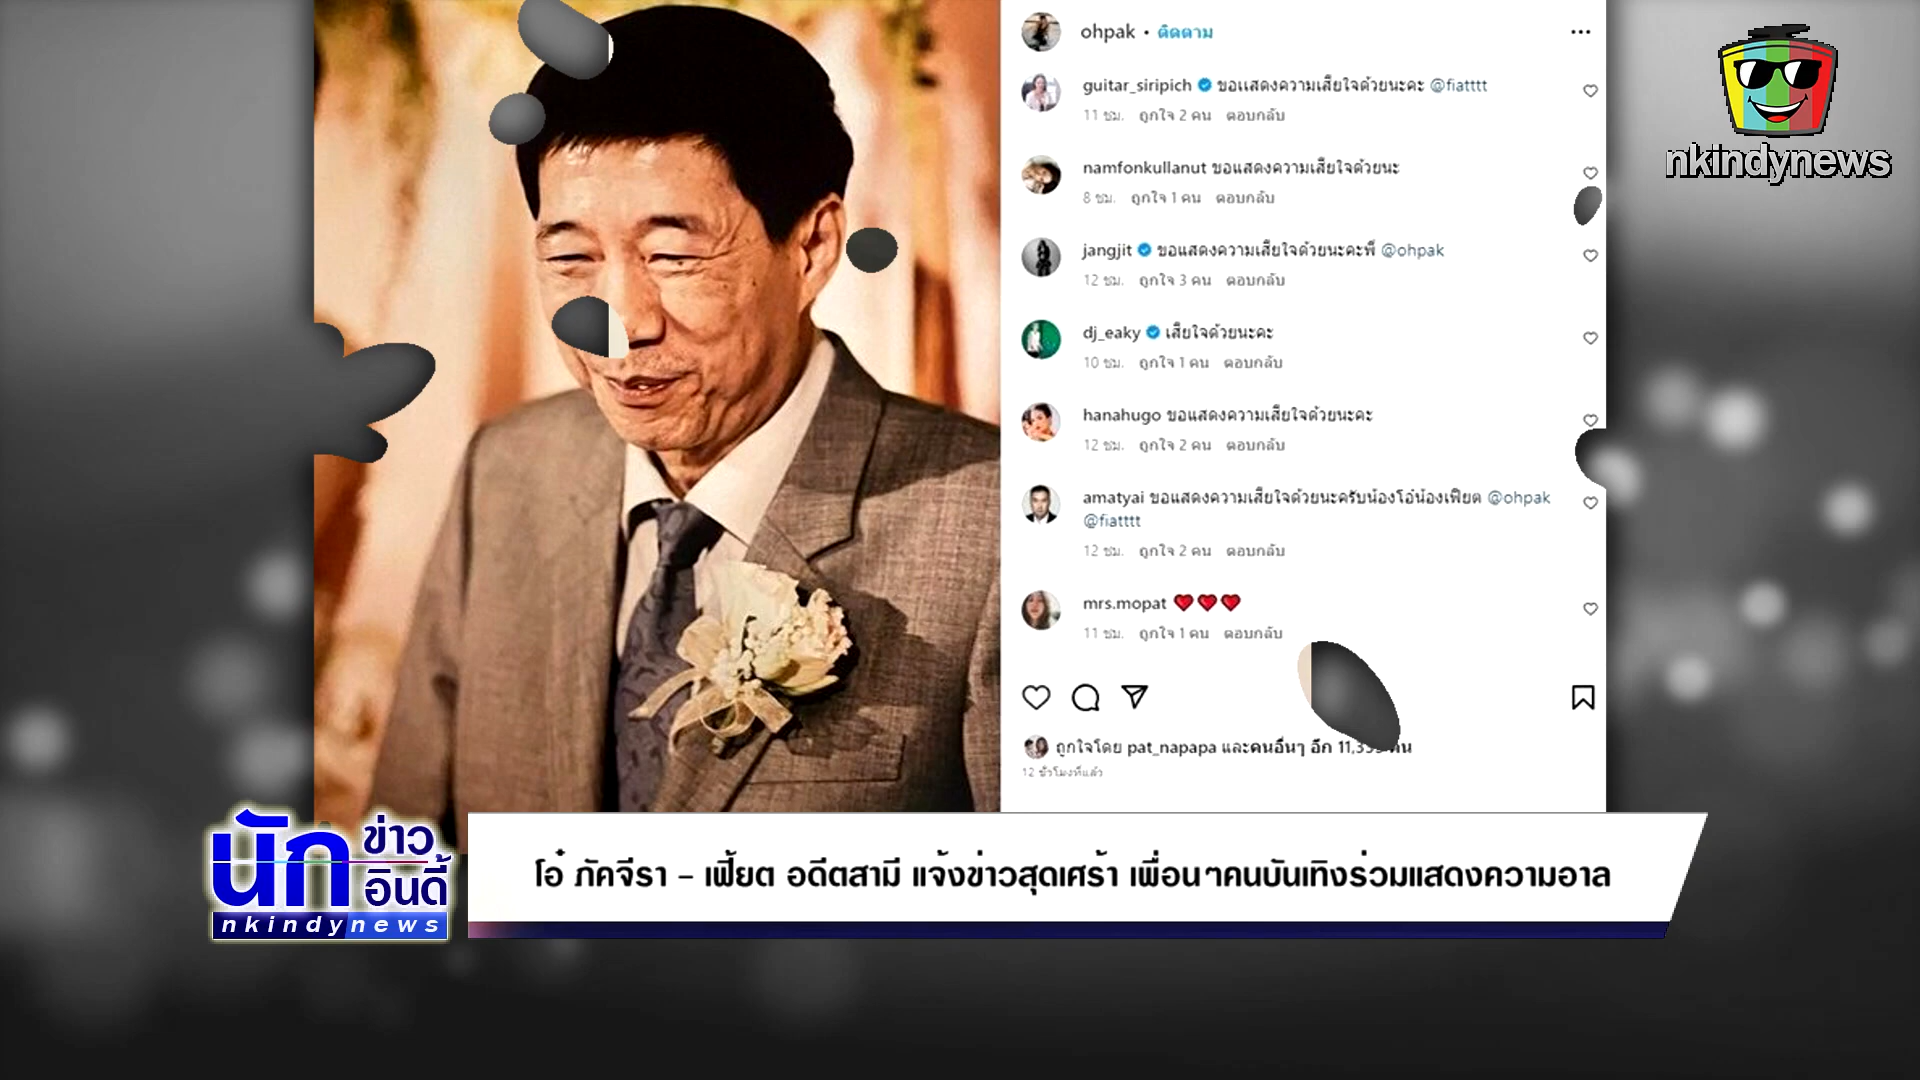 ohpak • ติดตาม
guitar_siripich ขอแสดงความเสียใจด้วยนะคะ @fiatttt
11 ชม. ถูกใจ 2 คน ตอบกลับ
namfonkullanut ขอแสดงความเสียใจด้วยนะ
8 ชม. ถูกใจ 1 คน ตอบกลับ
jangjit ขอแสดงความเสียใจด้วยนะคะพี่ @ohpak
12 ชม. ถูกใจ 3 คน ตอบกลับ
dj_eaky เสียใจด้วยนะคะ
10 ชม. ถูกใจ 1 คน ตอบกลับ
hanahugo ขอแสดงความเสียใจด้วยนะคะ
12 ชม. ถูกใจ 2 คน ตอบกลับ
amatyai ขอแสดงความเสียใจด้วยนะครับน้องโอ๋น้องเฟียต @ohpak
@fiatttt
12 ชม. ถูกใจ 2 คน ตอบกลับ
mrs.mopat ❤️❤️❤️
11 ชม. ถูกใจ 1 คน ตอบกลับ
ถูกใจโดย pat_napapa และคนอื่นๆ อีก
12 ชั่วโมงที่แล้ว
nkindynews
นักข่าวอินดี้
nkindynews
โอ๋ ภัคจีรา – เฟี้ยต อดีตสามี แจ้งข่าวสุดเศร้า เพื่อนๆคนบันเทิงร่วมแสดงความอาล